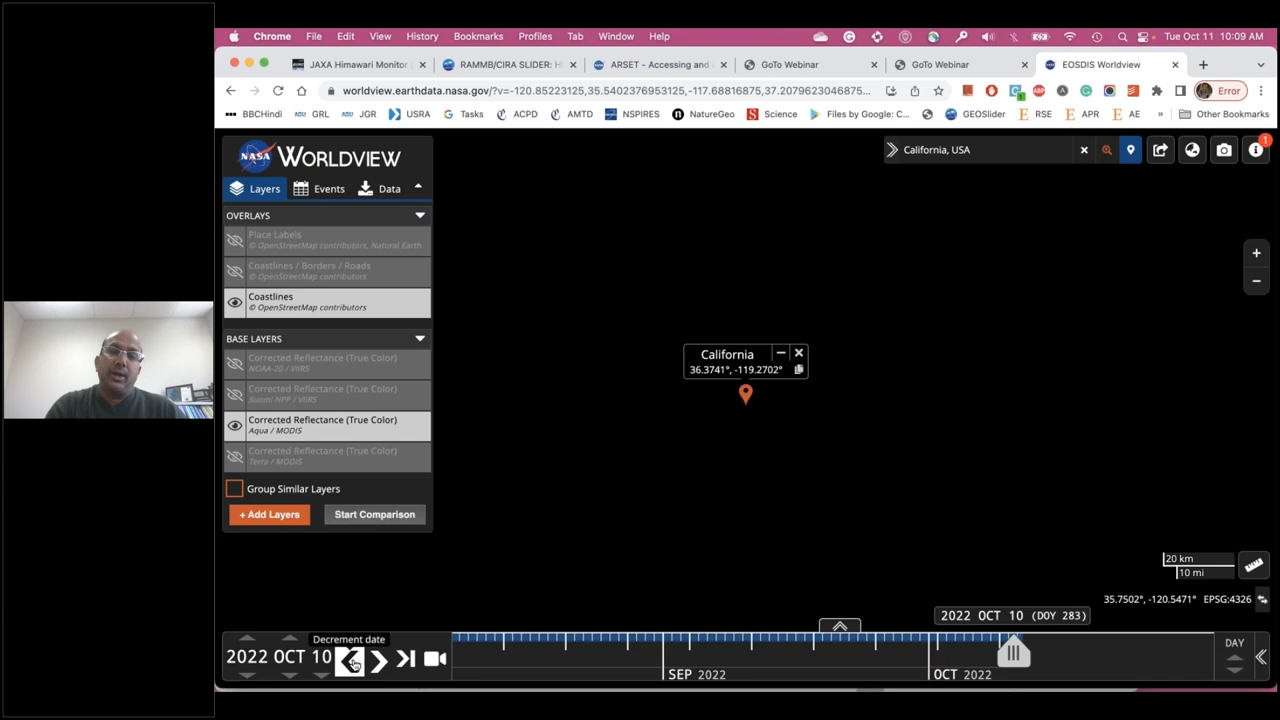 Chrome File Edit View History Bookmarks Profiles Tab Window Help Tue Oct 11 10:09 AM
JAXA Himawari Monitor RAMMB/CIRA SLIDER: Hi ARSET - Accessing and GoTo Webinar GoTo Webinar EOSDIS Worldview
worldview.earthdata.nasa.gov/?v=-120.85223125,35.5402376953125,-117.68816875,37.2079623046875... Error
BBCHindi GRL JGR USRA Tasks ACPD AMTD NSPIRES NatureGeo Science Files by Google: C... GEOSlider RSE APR AE Other Bookmarks
NASA WORLDVIEW
California, USA
1
Layers Events Data
OVERLAYS
Place Labels
© OpenStreetMap contributors, Natural Earth
Coastlines / Borders / Roads
© OpenStreetMap contributors
Coastlines
© OpenStreetMap contributors
BASE LAYERS
Corrected Reflectance (True Color)
NOAA-20 / VIIRS
Corrected Reflectance (True Color)
Suomi NPP / VIIRS
Corrected Reflectance (True Color)
Aqua / MODIS
Corrected Reflectance (True Color)
Terra / MODIS
Group Similar Layers
+ Add Layers Start Comparison
California
36.3741°, -119.2702°
20 km
10 mi
35.7502°, -120.5471° EPSG:4326
2022 OCT 10 (DOY 283)
Decrement date
2022 OCT 10
SEP 2022 OCT 2022
DAY